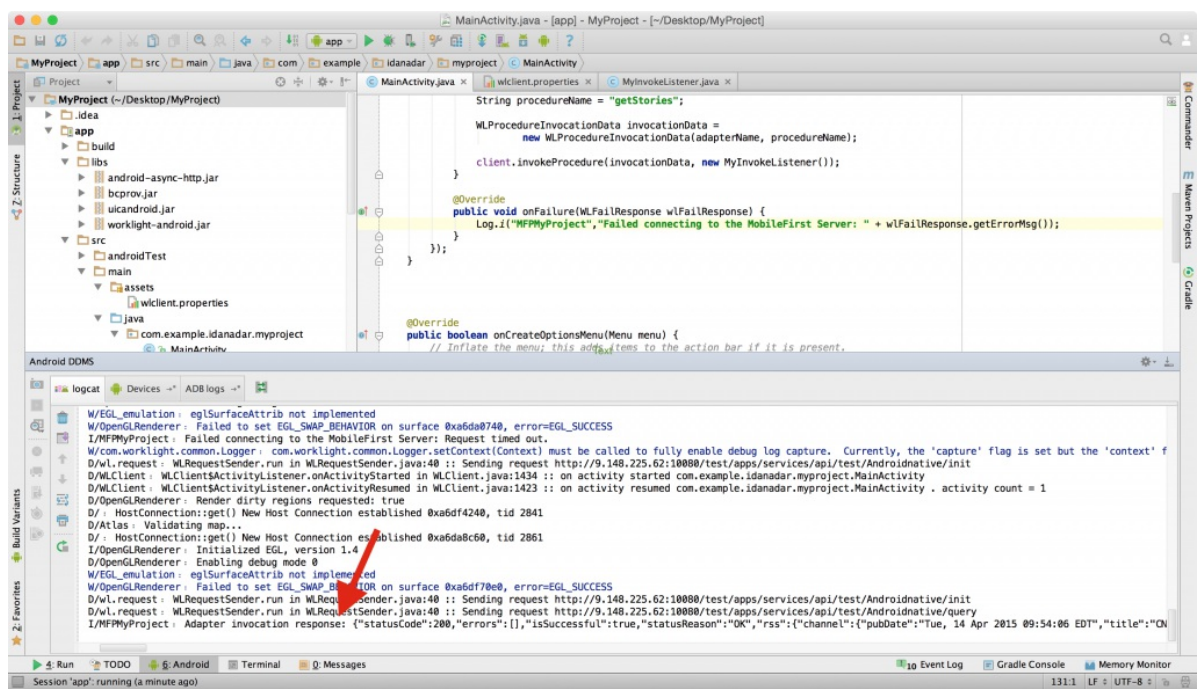 MainActivity.java - [app] - MyProject - [~/Desktop/MyProject]
app
MyProject app src main java com example idanadar myproject MainActivity
Project
MainActivity.java wlclient.properties MyInvokeListener.java
1: Project
Z: Structure
Build Variants
2: Favorites
Commander
Maven Projects
Gradle
MyProject (~/Desktop/MyProject)
.idea
app
build
libs
android-async-http.jar
bcprov.jar
uicandroid.jar
worklight-android.jar
src
androidTest
main
assets
wlclient.properties
java
com.example.idanadar.myproject
MainActivity
String procedureName = "getStories";
WLProcedureInvocationData invocationData =
new WLProcedureInvocationData(adapterName, procedureName);
client.invokeProcedure(invocationData, new MyInvokeListener());
}
@Override
public void onFailure(WLFailResponse wlFailResponse) {
Log.i("MFPMyProject","Failed connecting to the MobileFirst Server: " + wlFailResponse.getErrorMsg());
}
});
}
@Override
public boolean onCreateOptionsMenu(Menu menu) {
// Inflate the menu; this adds items to the action bar if it is present.
Text
Android DDMS
logcat Devices ADB logs
W/EGL_emulation﹕ eglSurfaceAttrib not implemented
W/OpenGLRenderer﹕ Failed to set EGL_SWAP_BEHAVIOR on surface 0xa6da0740, error=EGL_SUCCESS
I/MFPMyProject﹕ Failed connecting to the MobileFirst Server: Request timed out.
W/com.worklight.common.Logger﹕ com.worklight.common.Logger.setContext(Context) must be called to fully enable debug log capture.  Currently, the 'capture' flag is set but the 'context' f
D/wl.request﹕ WLRequestSender.run in WLRequestSender.java:40 :: Sending request http://9.148.225.62:10080/test/apps/services/api/test/Androidnative/init
D/WLClient﹕ WLClient$ActivityListener.onActivityStarted in WLClient.java:1434 :: on activity started com.example.idanadar.myproject.MainActivity
D/WLClient﹕ WLClient$ActivityListener.onActivityResumed in WLClient.java:1423 :: on activity resumed com.example.idanadar.myproject.MainActivity . activity count = 1
D/OpenGLRenderer﹕ Render dirty regions requested: true
D/﹕ HostConnection::get() New Host Connection established 0xa6df4240, tid 2841
D/Atlas﹕ Validating map...
D/﹕ HostConnection::get() New Host Connection established 0xa6da8c60, tid 2861
I/OpenGLRenderer﹕ Initialized EGL, version 1.4
D/OpenGLRenderer﹕ Enabling debug mode 0
W/EGL_emulation﹕ eglSurfaceAttrib not implemented
W/OpenGLRenderer﹕ Failed to set EGL_SWAP_BEHAVIOR on surface 0xa6df70e0, error=EGL_SUCCESS
D/wl.request﹕ WLRequestSender.run in WLRequestSender.java:40 :: Sending request http://9.148.225.62:10080/test/apps/services/api/test/Androidnative/init
D/wl.request﹕ WLRequestSender.run in WLRequestSender.java:40 :: Sending request http://9.148.225.62:10080/test/apps/services/api/test/Androidnative/query
I/MFPMyProject﹕ Adapter invocation response: {"statusCode":200,"errors":[],"isSuccessful":true,"statusReason":"OK","rss":{"channel":{"pubDate":"Tue, 14 Apr 2015 09:54:06 EDT","title":"CN
4: Run TODO 6: Android Terminal 0: Messages 10 Event Log Gradle Console Memory Monitor
Session 'app': running (a minute ago) 131:1 LF UTF-8